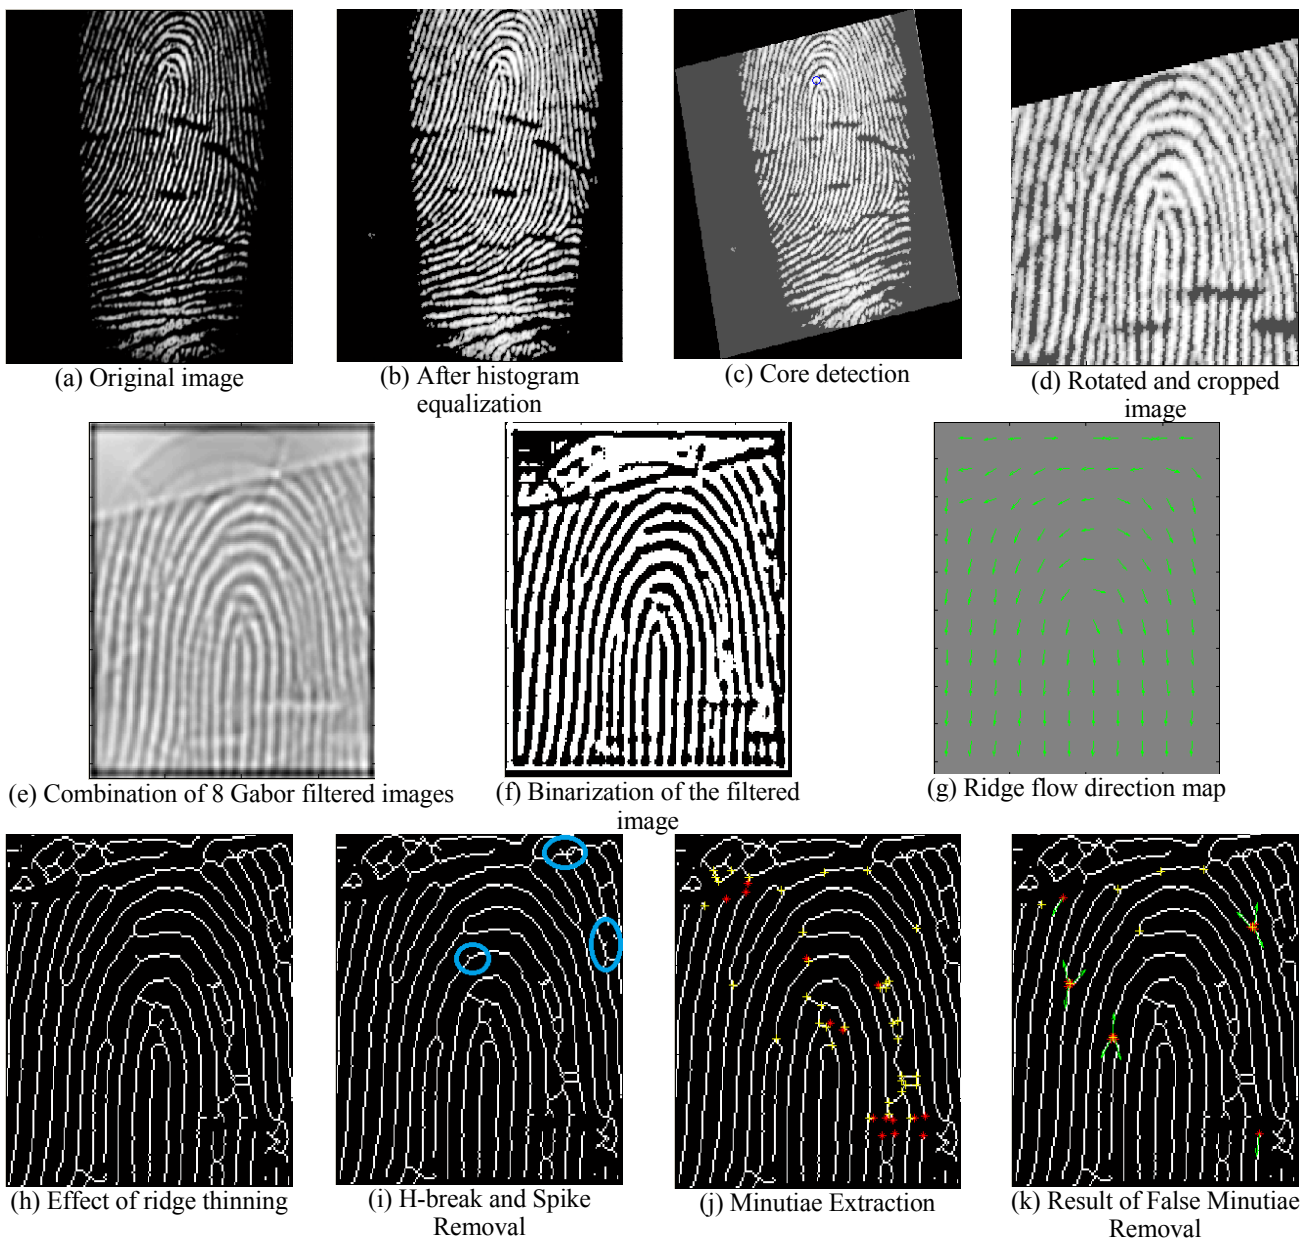 (a) Original image
(b) After histogram
equalization
(c) Core detection
(d) Rotated and cropped
image
(e) Combination of 8 Gabor filtered images
(f) Binarization of the filtered
image
(g) Ridge flow direction map
(h) Effect of ridge thinning
(i) H-break and Spike
Removal
(j) Minutiae Extraction
(k) Result of False Minutiae
Removal